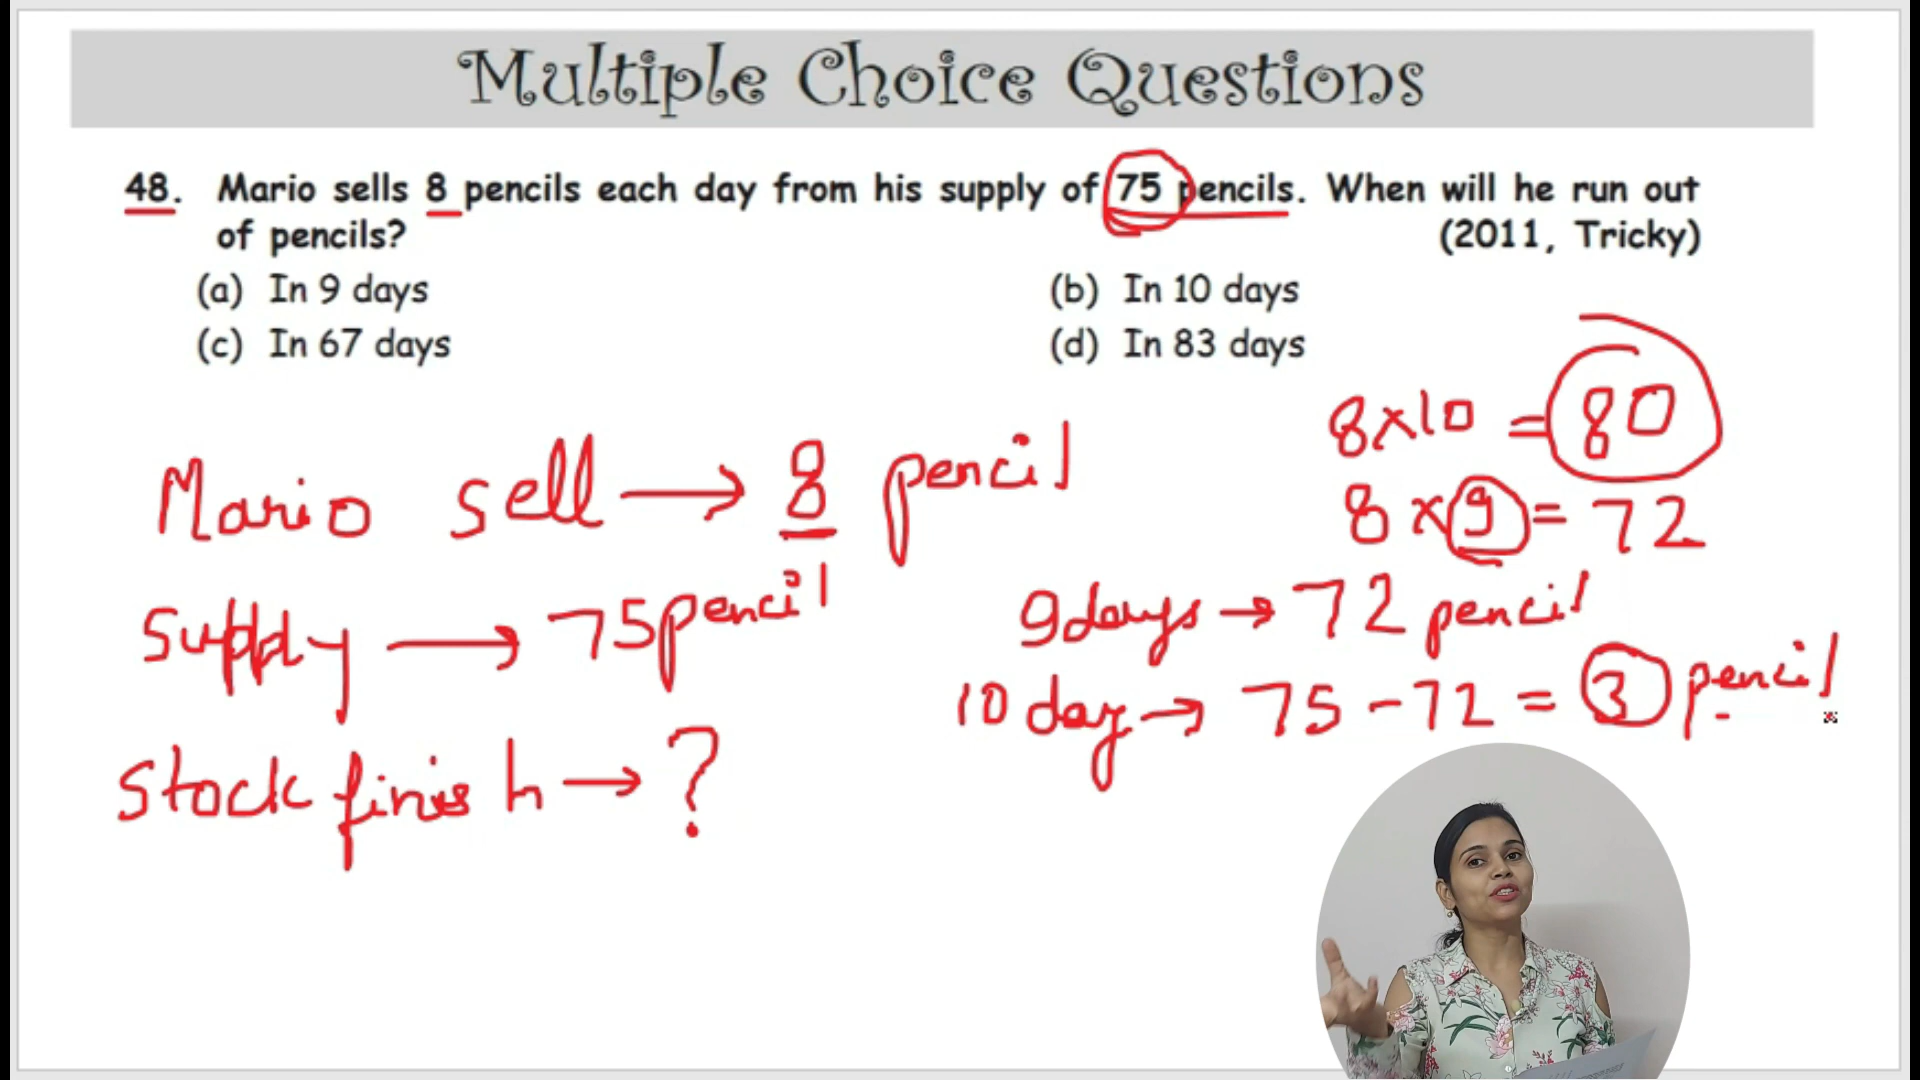 Multiple Choice Questions
48. Mario sells 8 pencils each day from his supply of 75 pencils. When will he run out
of pencils? (2011, Tricky)
(a) In 9 days (b) In 10 days
(c) In 67 days (d) In 83 days
8x10 = 80
Mario sell → 8 pencil
8 x 9 = 72
Supply → 75 pencil
9 days → 72 pencil
10 day → 75 - 72 = 3 pencil
Stock finish → ?